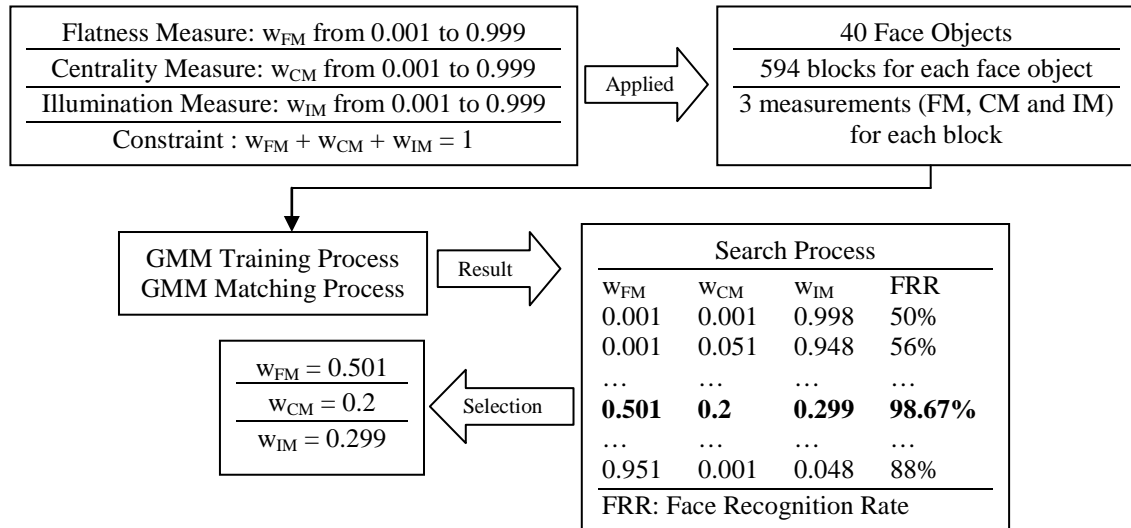 Flatness Measure: wFM from 0.001 to 0.999
Centrality Measure: wCM from 0.001 to 0.999
Illumination Measure: wIM from 0.001 to 0.999
Constraint : wFM + wCM + wIM = 1
Applied
40 Face Objects
594 blocks for each face object
3 measurements (FM, CM and IM)
for each block
GMM Training Process
GMM Matching Process
Result
Search Process
wFM wCM wIM FRR
0.001 0.001 0.998 50%
0.001 0.051 0.948 56%
… … … …
0.501 0.2 0.299 98.67%
… … … …
0.951 0.001 0.048 88%
FRR: Face Recognition Rate
Selection
wFM = 0.501
wCM = 0.2
wIM = 0.299